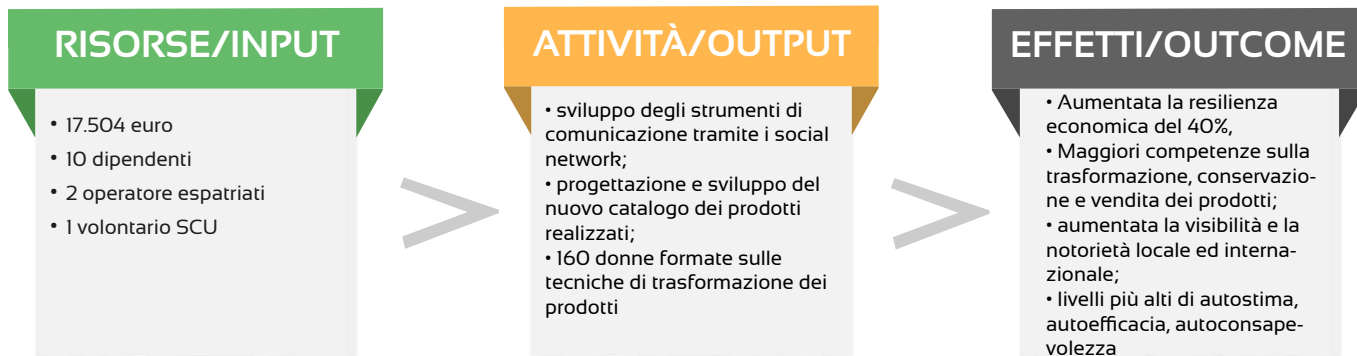 RISORSE/INPUT
• 17.504 euro
• 10 dipendenti
• 2 operatore espatriati
• 1 volontario SCU
>
ATTIVITÀ/OUTPUT
• sviluppo degli strumenti di
comunicazione tramite i social
network;
• progettazione e sviluppo del
nuovo catalogo dei prodotti
realizzati;
• 160 donne formate sulle
tecniche di trasformazione dei
prodotti
>
EFFETTI/OUTCOME
• Aumentata la resilienza
economica del 40%,
• Maggiori competenze sulla
trasformazione, conservazio-
ne e vendita dei prodotti;
• aumentata la visibilità e la
notorietà locale ed interna-
zionale;
• livelli più alti di autostima,
autoefficacia, autoconsape-
volezza